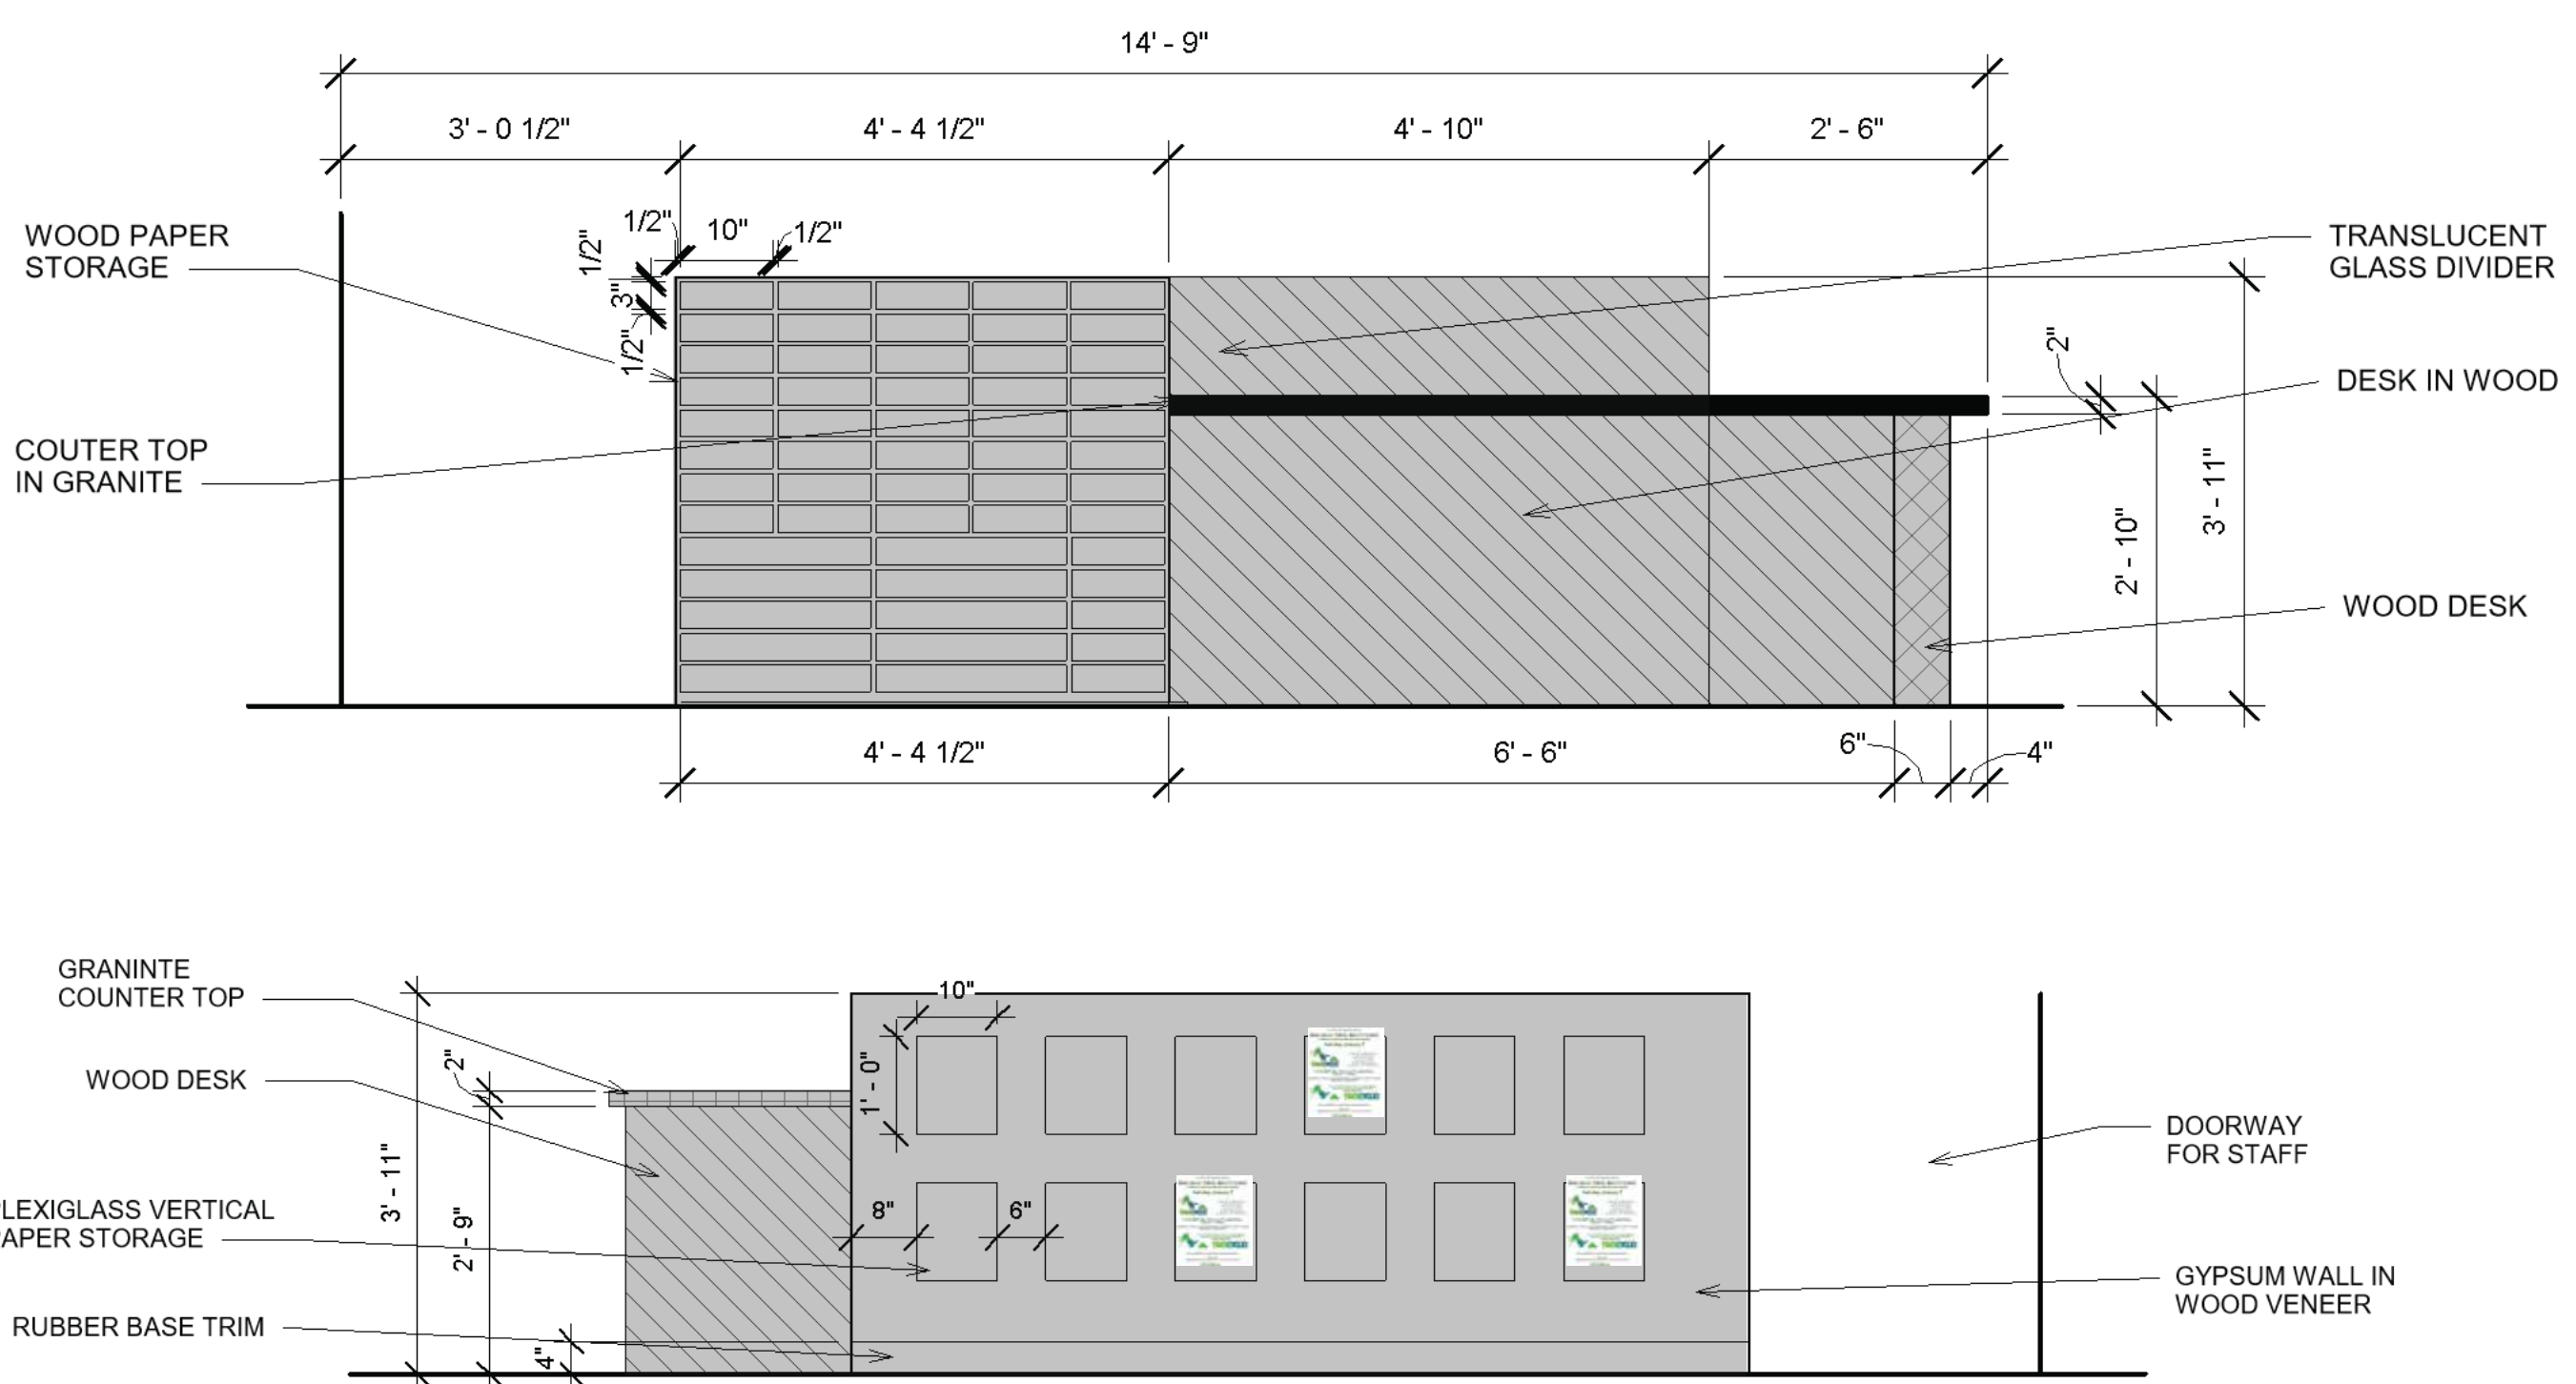 14' - 9"
3' - 0 1/2"
4' - 4 1/2"
4' - 10"
2' - 6"
1/2"
10"
1/2"
1/2"
3"
1/2"
WOOD PAPER
STORAGE
COUTER TOP
IN GRANITE
TRANSLUCENT
GLASS DIVIDER
2"
DESK IN WOOD
3' - 11"
2' - 10"
WOOD DESK
4' - 4 1/2"
6' - 6"
6"
4"
GRANINTE
COUNTER TOP
10"
2"
WOOD DESK
1' - 0"
3' - 11"
DOORWAY
FOR STAFF
LEXIGLASS VERTICAL
APER STORAGE
8"
6"
2' - 9"
GYPSUM WALL IN
WOOD VENEER
RUBBER BASE TRIM
4"